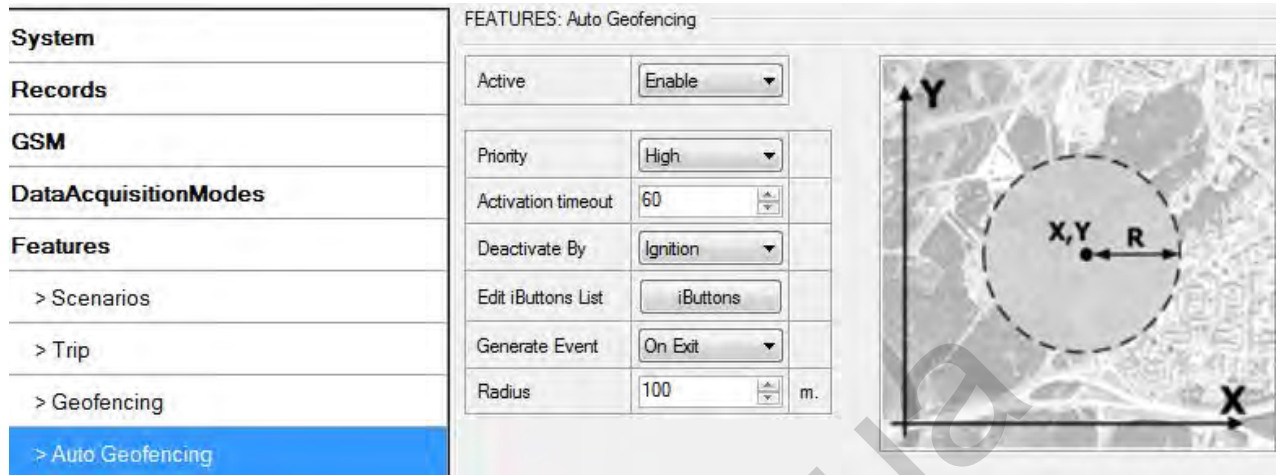 System
Records
GSM
DataAcquisitionModes
Features
> Scenarios
> Trip
> Geofencing
> Auto Geofencing
FEATURES: Auto Geofencing
Active Enable
Priority High
Activation timeout 60
Deactivate By Ignition
Edit iButtons List iButtons
Generate Event On Exit
Radius 100 m.
Y
X,Y R
X